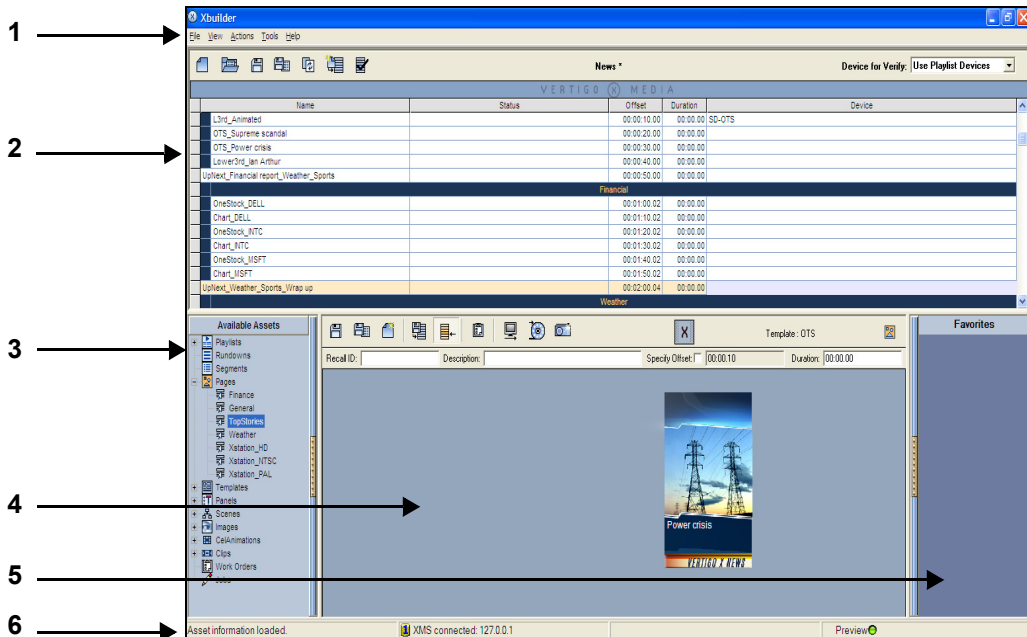 Xbuilder
1
File View Actions Tools Help
News *
Device for Verify: Use Playlist Devices
VERTIGO X MEDIA
Name Status Offset Duration Device
L3rd_Animated 00:00:10.00 00:00.00 SD-OTS
OTS_Supreme scandal 00:00:20.00 00:00.00
2
OTS_Power crisis 00:00:30.00 00:00.00
Lower3rd_Ian Arthur 00:00:40.00 00:00.00
UpNext_Financial report_Weather_Sports 00:00:50.00 00:00.00
Financial
OneStock_DELL 00:01:00.02 00:00.00
Chart_DELL 00:01:10.02 00:00.00
OneStock_INTC 00:01:20.02 00:00.00
Chart_INTC 00:01:30.02 00:00.00
OneStock_MSFT 00:01:40.02 00:00.00
Chart_MSFT 00:01:50.02 00:00.00
UpNext_Weather_Sports_Wrap up 00:02:00.04 00:00.00
Weather
3
Available Assets
Playlists
Rundowns
Segments
Pages
Finance
General
TopStories
Weather
Xstation_HD
Xstation_NTSC
Xstation_PAL
Templates
Panels
Scenes
Images
CelAnimations
Clips
Work Orders
Jobs
X
Template : OTS
Recall ID: Description: Specify Offset: 00:00.10 Duration: 00:00.00
4
Power crisis
VERTIGO X NEWS
Favorites
5
6
Asset information loaded.
XMS connected: 127.0.0.1
Preview